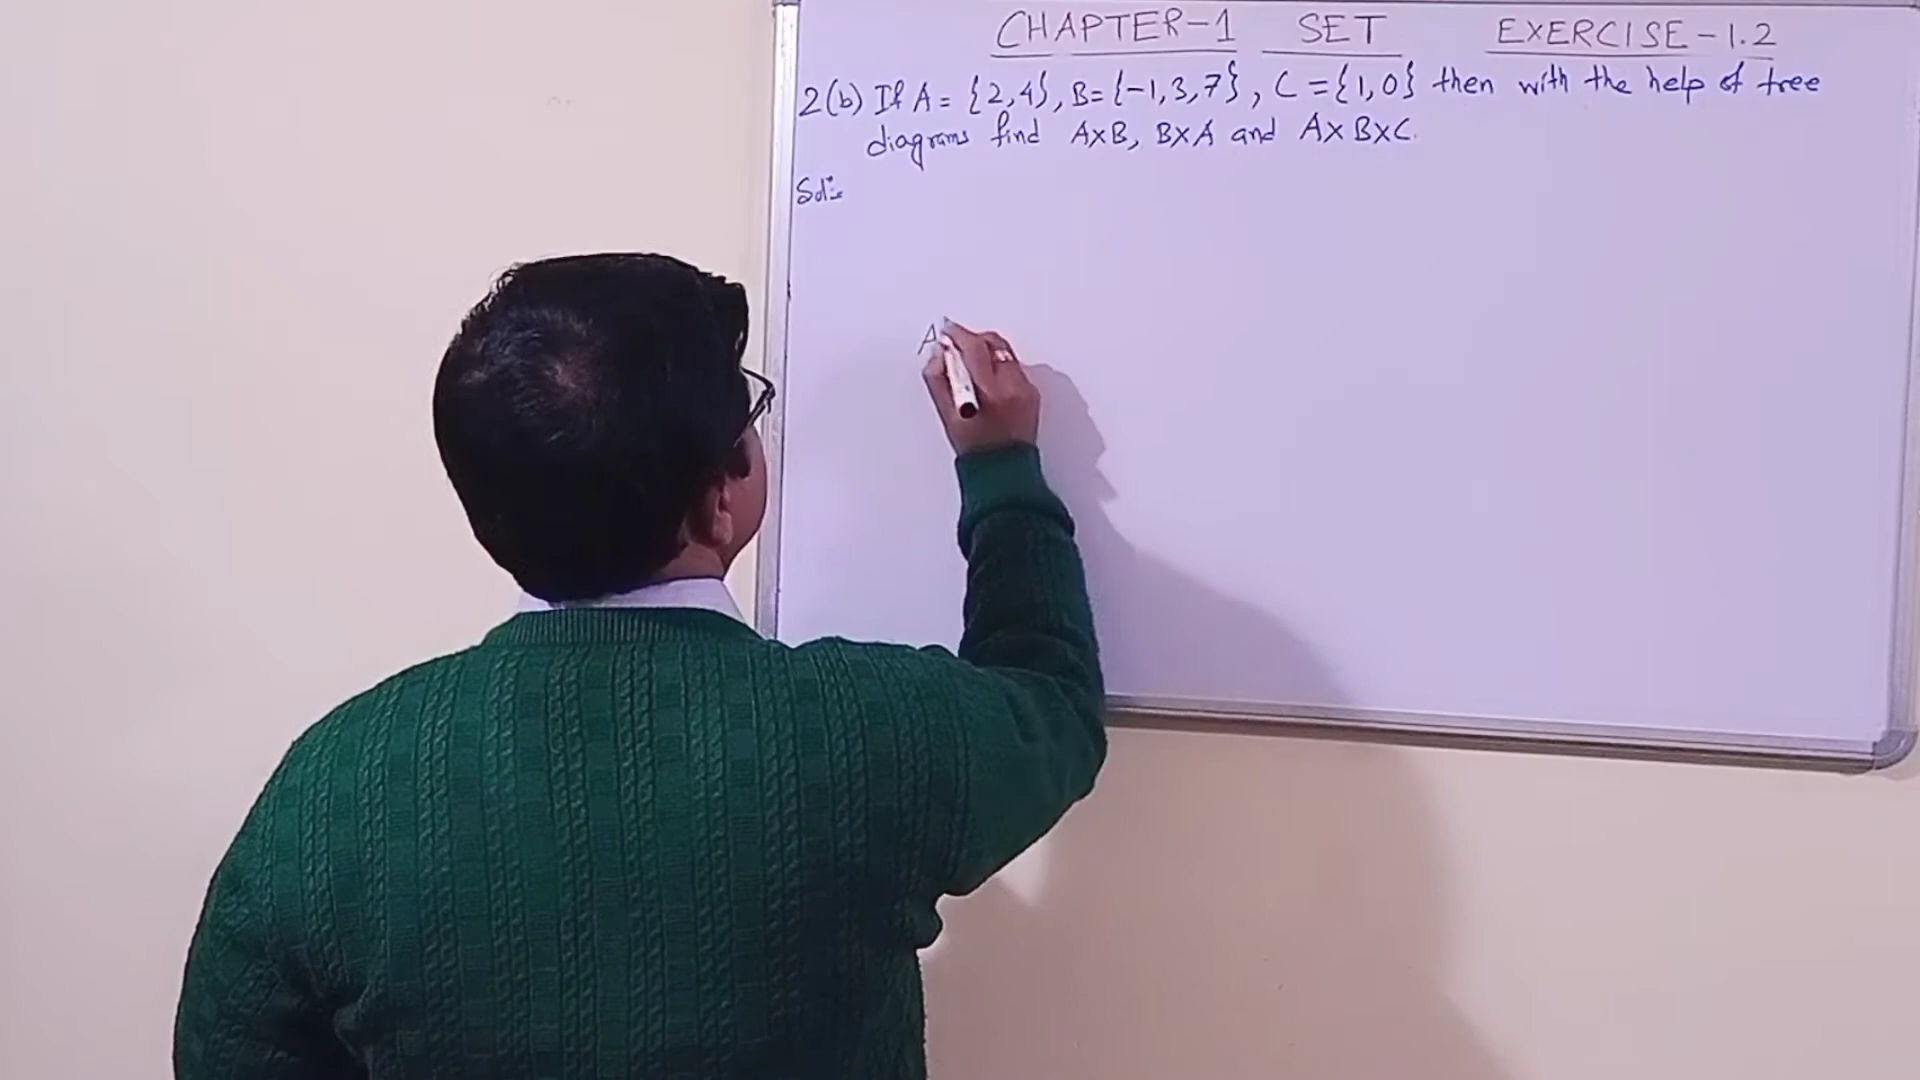 CHAPTER-1 SET EXERCISE-1.2
2(b) If A = {2,4}, B={-1,3,7}, C={1,0} then with the help of tree
diagrams find A×B, B×A and A×B×C.
Sol:-
A